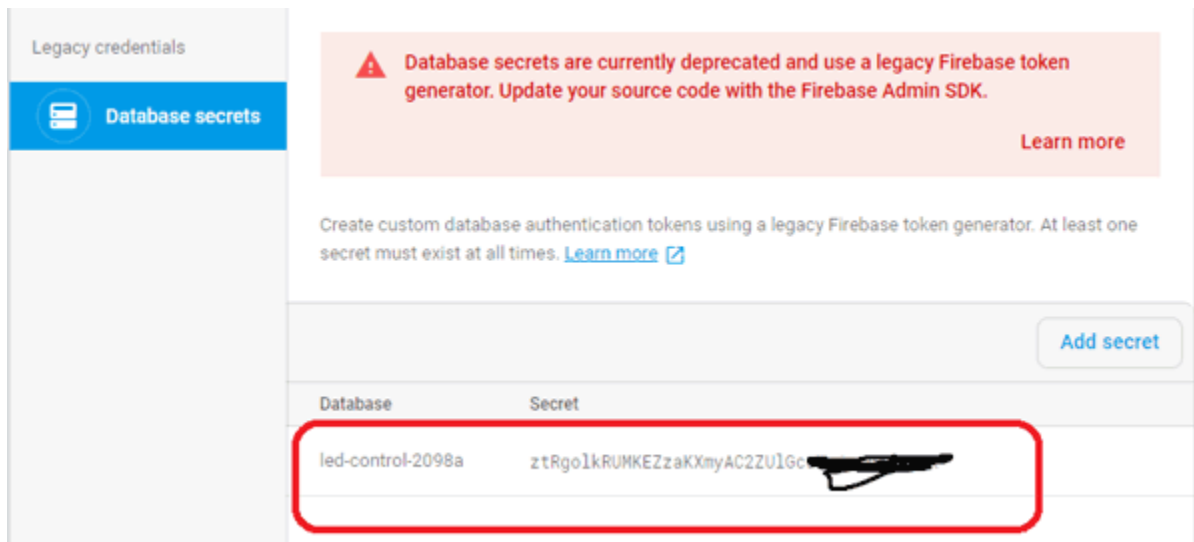 Legacy credentials
Database secrets
Database secrets are currently deprecated and use a legacy Firebase token
generator. Update your source code with the Firebase Admin SDK.
Learn more
Create custom database authentication tokens using a legacy Firebase token generator. At least one
secret must exist at all times. Learn more
Add secret
Database Secret
led-control-2098a